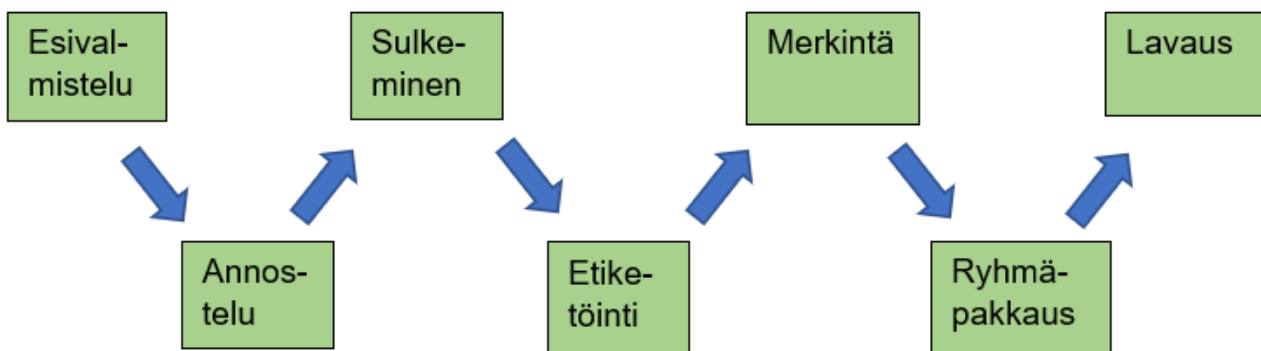 Esival-
mistelu
Annos-
telu
Sulke-
minen
Etike-
töinti
Merkintä
Ryhmä-
pakkaus
Lavaus